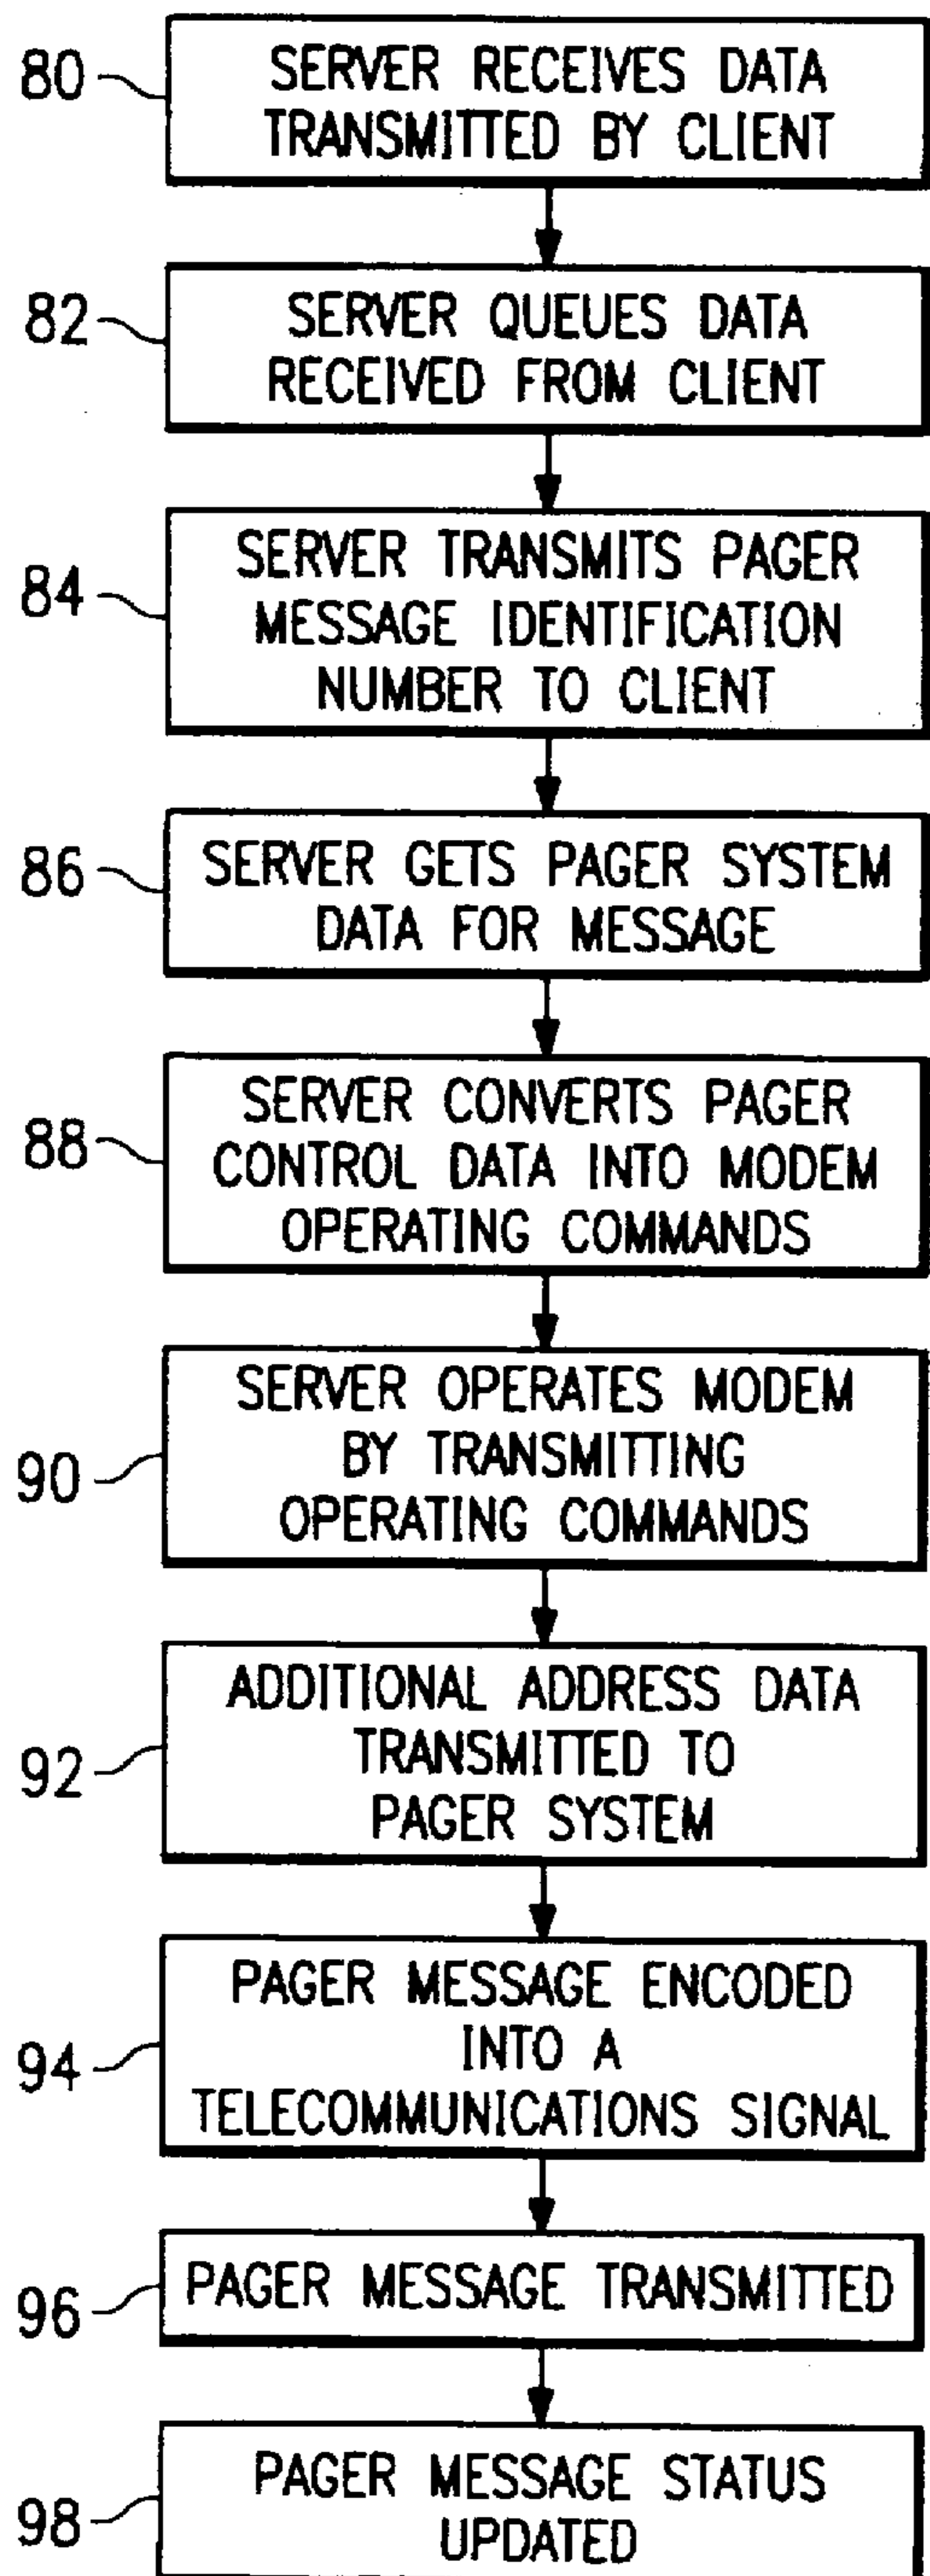 80
SERVER RECEIVES DATA
TRANSMITTED BY CLIENT
82
SERVER QUEUES DATA
RECEIVED FROM CLIENT
84
SERVER TRANSMITS PAGER
MESSAGE IDENTIFICATION
NUMBER TO CLIENT
86
SERVER GETS PAGER SYSTEM
DATA FOR MESSAGE
88
SERVER CONVERTS PAGER
CONTROL DATA INTO MODEM
OPERATING COMMANDS
90
SERVER OPERATES MODEM
BY TRANSMITTING
OPERATING COMMANDS
92
ADDITIONAL ADDRESS DATA
TRANSMITTED TO
PAGER SYSTEM
94
PAGER MESSAGE ENCODED
INTO A
TELECOMMUNICATIONS SIGNAL
96
PAGER MESSAGE TRANSMITTED
98
PAGER MESSAGE STATUS
UPDATED